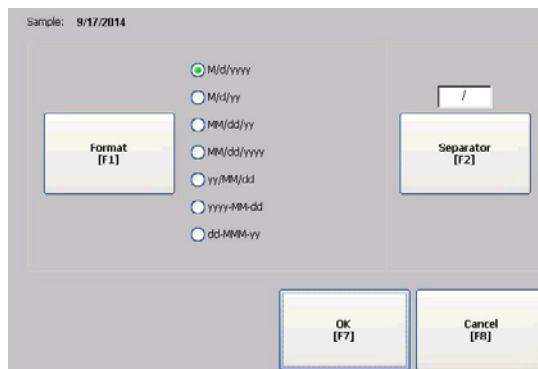 Sample: 9/17/2014
M/d/yyyy
M/d/yy
/
MM/dd/yy
Format
[F1]
MM/dd/yyyy
Separator
[F2]
yy/MM/dd
yyyy-MM-dd
dd-MMM-yy
OK
[F7]
Cancel
[F8]